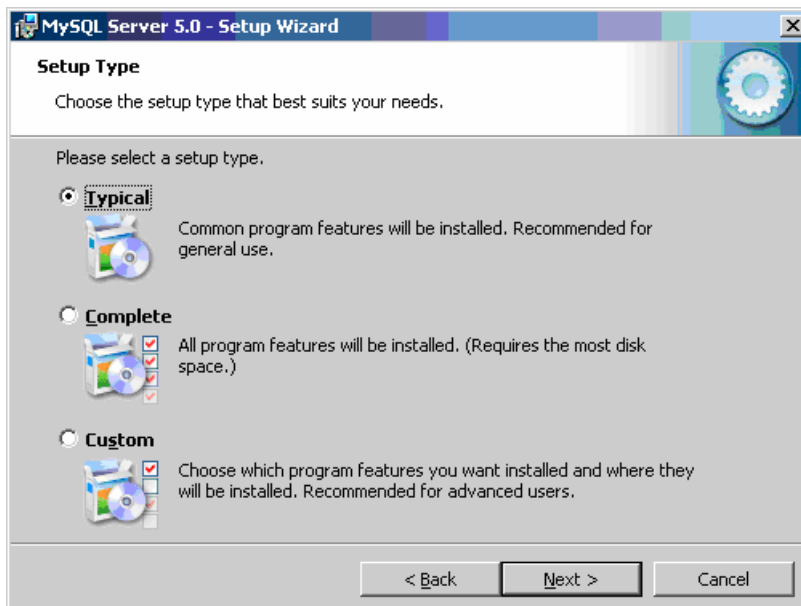 MySQL Server 5.0 - Setup Wizard
Setup Type
Choose the setup type that best suits your needs.
Please select a setup type.
Typical
Common program features will be installed. Recommended for
general use.
Complete
All program features will be installed. (Requires the most disk
space.)
Custom
Choose which program features you want installed and where they
will be installed. Recommended for advanced users.
< Back
Next >
Cancel